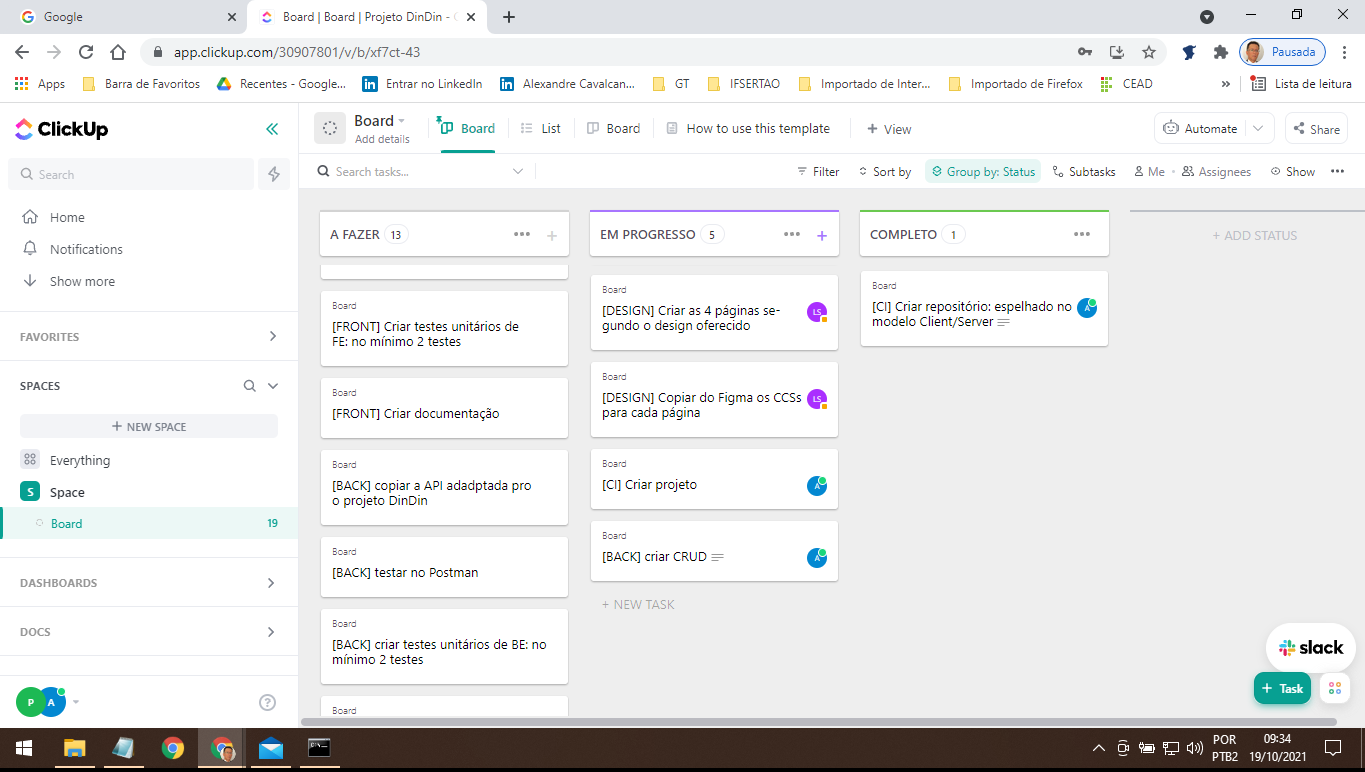 Google
Board | Board | Projeto DinDin -
app.clickup.com/30907801/v/b/xf7ct-43
Pausada
Apps
Barra de Favoritos
Recentes - Google...
Entrar no LinkedIn
Alexandre Cavalcan...
GT
IFSERTAO
Importado de Inter...
Importado do Firefox
CEAD
Lista de leitura
ClickUp
Board
Add details
Board
List
Board
How to use this template
+ View
Automate
Share
Search
Search tasks...
Filter
Sort by
Group by: Status
Subtasks
Me
Assignees
Show
Home
Notifications
Show more
FAVORITES
SPACES
+ NEW SPACE
Everything
S
Space
Board
19
DASHBOARDS
DOCS
P
A
A FAZER
13
Board
[FRONT] Criar testes unitários de
FE: no mínimo 2 testes
Board
[FRONT] Criar documentação
Board
[BACK] copiar a API adadptada pro
o projeto DinDin
Board
[BACK] testar no Postman
Board
[BACK] criar testes unitários de BE: no
mínimo 2 testes
Board
EM PROGRESSO
5
Board
[DESIGN] Criar as 4 páginas se-
gundo o design oferecido
LS
Board
[DESIGN] Copiar do Figma os CCSs
para cada página
LS
Board
[CI] Criar projeto
A
Board
[BACK] criar CRUD
A
+ NEW TASK
COMPLETO
1
Board
[CI] Criar repositório: espelhado no
modelo Client/Server
A
+ ADD STATUS
slack
+ Task
POR
PTB2
09:34
19/10/2021